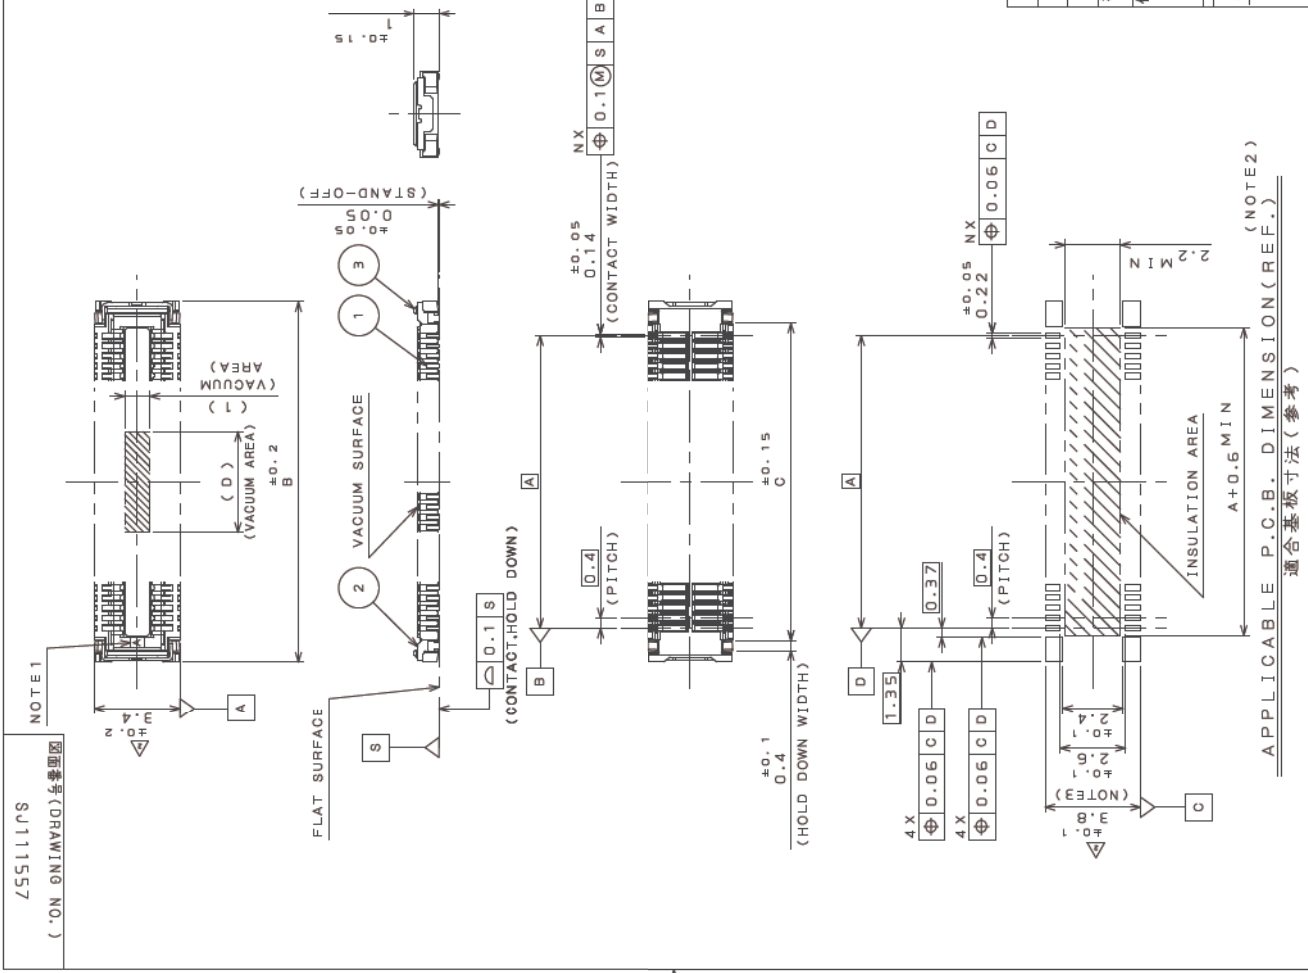 図面番号(DRAWING NO.)
SJ111557
NOTE1
3.4
±0.2
A
(D)
(VACUUM AREA)
±0.2
B
(1)
(VACUUM
AREA)
1
±0.15
FLAT SURFACE
VACUUM SURFACE
2
1
3
(STAND-OFF)
0.05
±0.05
S
0.1 S
(CONTACT,HOLD DOWN)
B
A
0.4
(PITCH)
±0.05
0.14
(CONTACT WIDTH)
NX
0.1 M S A B
±0.15
C
±0.1
0.4
(HOLD DOWN WIDTH)
D
A
1.35
0.37
0.4
(PITCH)
±0.05
0.22
NX
0.06 C D
4X
0.06 C D
4X
0.06 C D
2.4
±0.1
2.6
±0.1
(NOTE3)
3.8
±0.1
C
2.2 MIN
INSULATION AREA
A+0.6 MIN
(NOTE2)
APPLICABLE P.C.B. DIMENSION(REF.)
適合基板寸法(参考)